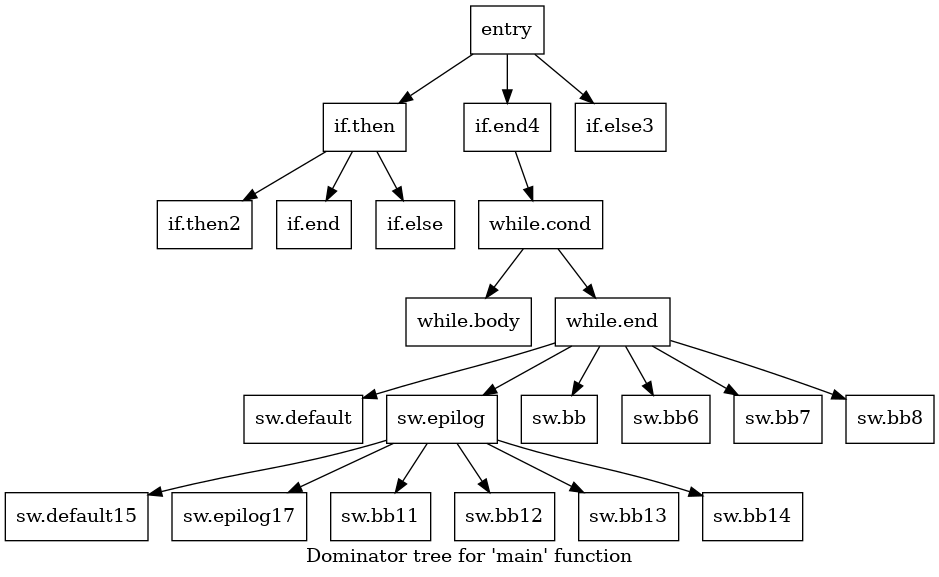 entry
if.then
if.end4
if.else3
if.then2
if.end
if.else
while.cond
while.body
while.end
sw.default
sw.epilog
sw.bb
sw.bb6
sw.bb7
sw.bb8
sw.default15
sw.epilog17
sw.bb11
sw.bb12
sw.bb13
sw.bb14
Dominator tree for 'main' function